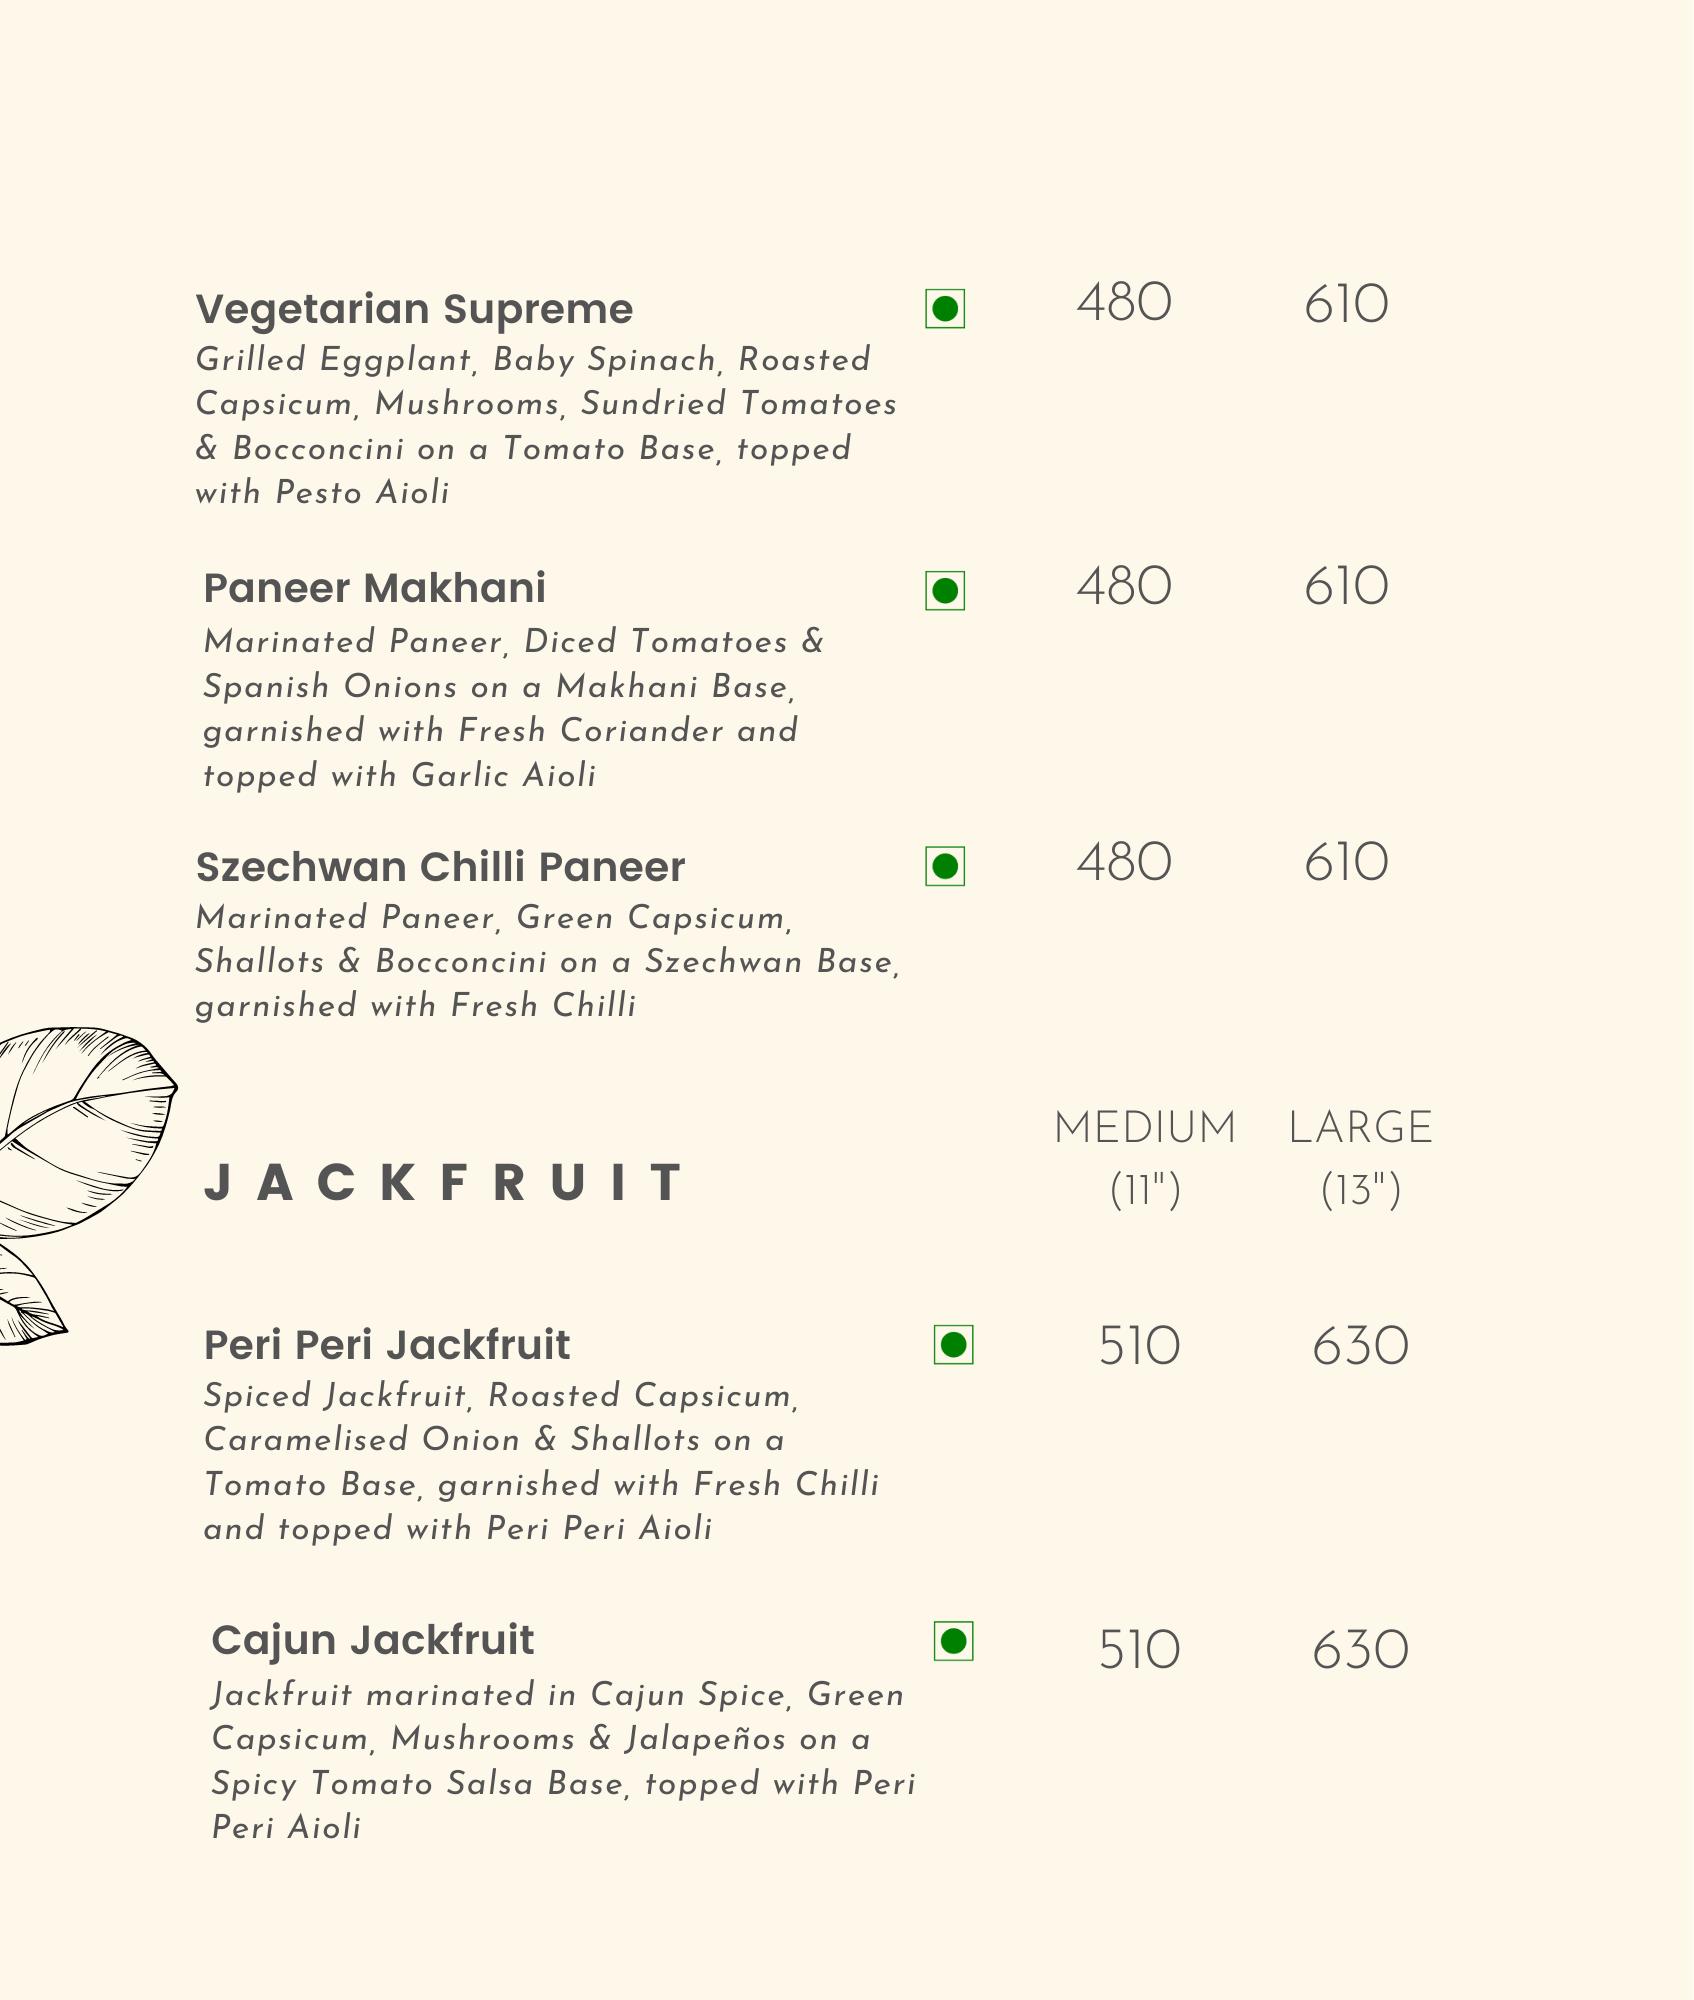 Vegetarian Supreme 480 610
Grilled Eggplant, Baby Spinach, Roasted
Capsicum, Mushrooms, Sundried Tomatoes
& Bocconcini on a Tomato Base, topped
with Pesto Aioli
Paneer Makhani 480 610
Marinated Paneer, Diced Tomatoes &
Spanish Onions on a Makhani Base,
garnished with Fresh Coriander and
topped with Garlic Aioli
Szechwan Chilli Paneer 480 610
Marinated Paneer, Green Capsicum,
Shallots & Bocconcini on a Szechwan Base,
garnished with Fresh Chilli
MEDIUM LARGE
JACKFRUIT (11") (13")
Peri Peri Jackfruit 510 630
Spiced Jackfruit, Roasted Capsicum,
Caramelised Onion & Shallots on a
Tomato Base, garnished with Fresh Chilli
and topped with Peri Peri Aioli
Cajun Jackfruit 510 630
Jackfruit marinated in Cajun Spice, Green
Capsicum, Mushrooms & Jalapeños on a
Spicy Tomato Salsa Base, topped with Peri
Peri Aioli